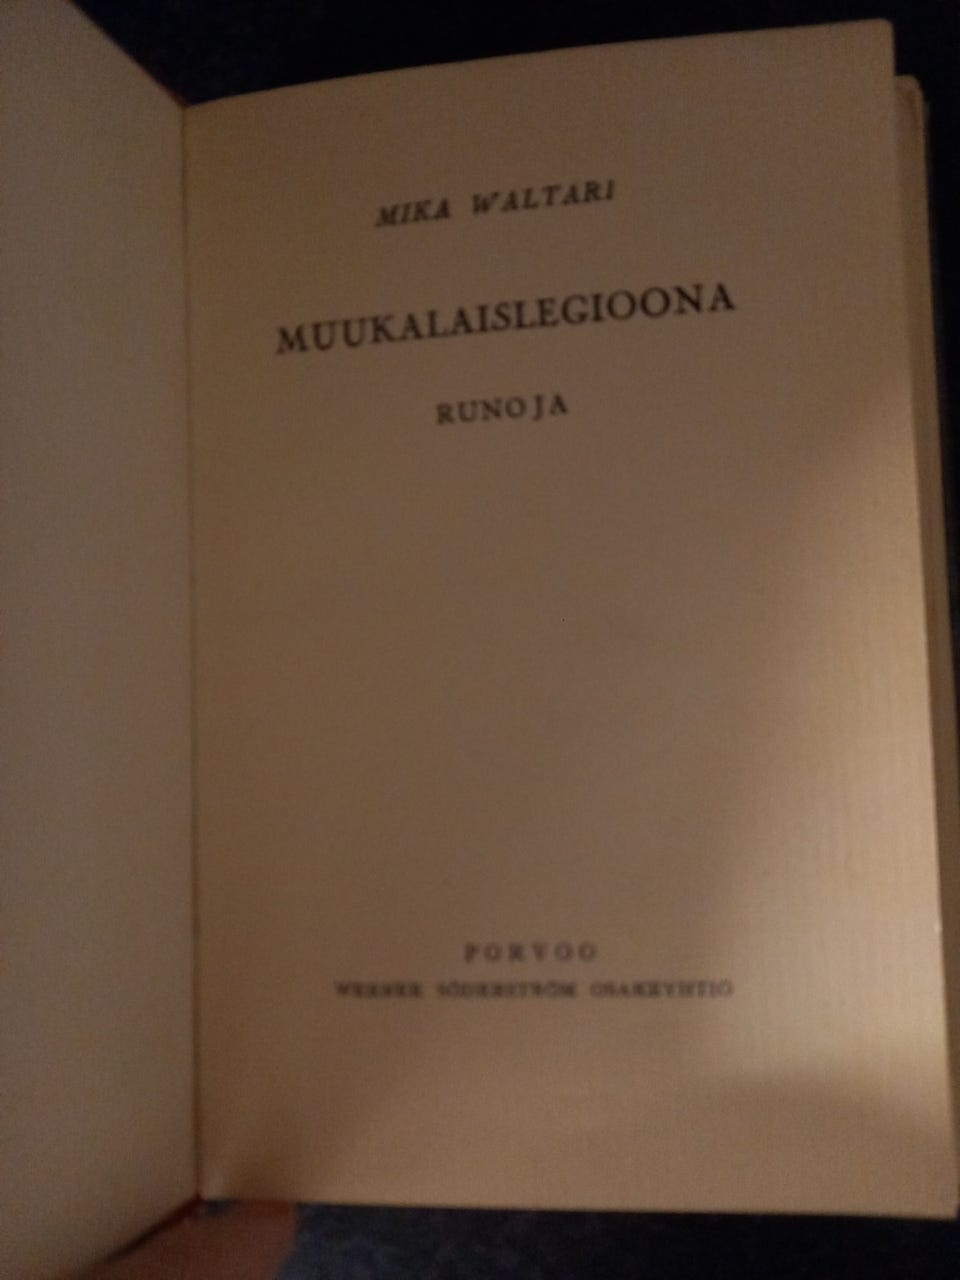 MIKA WALTARI
MUUKALAISLEGIOONA
RUNOJA
PORVOO
WERNER SÖDERSTRÖM OSAKEYHTIÖ